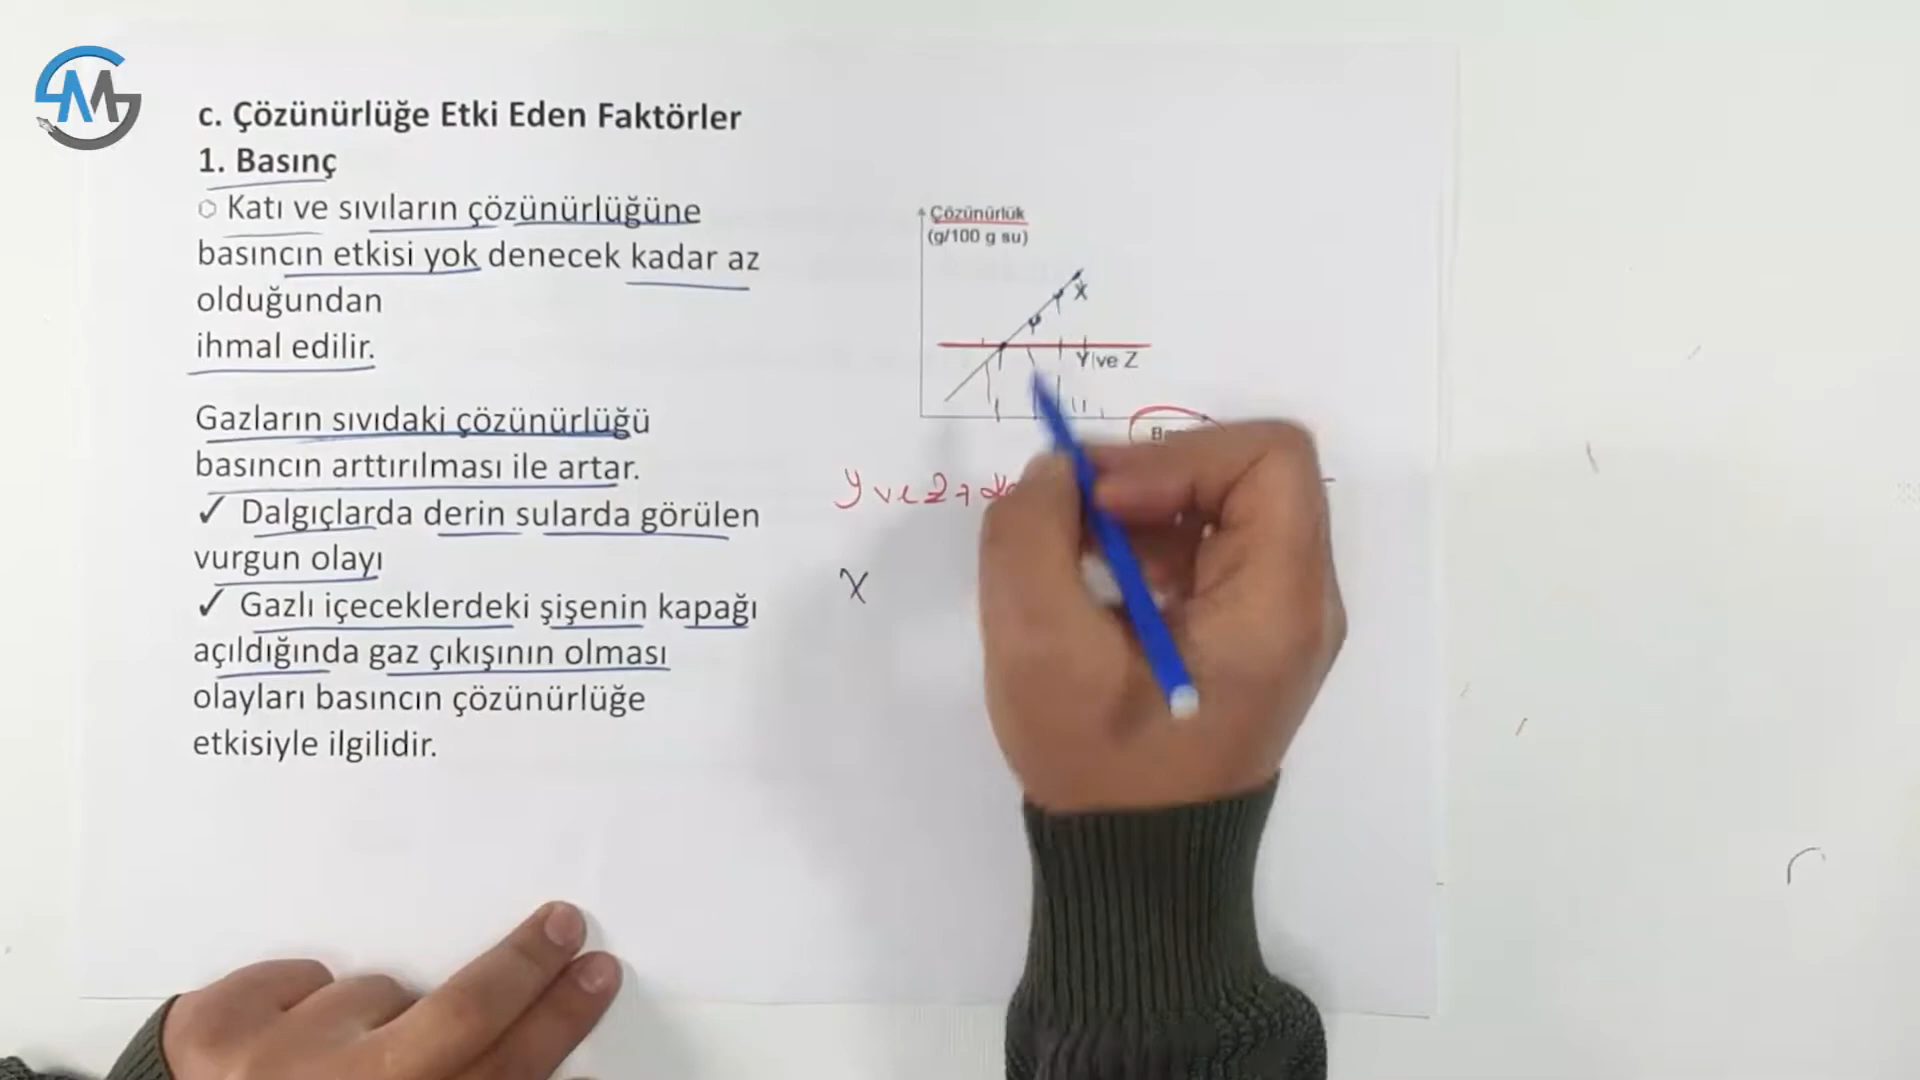 c. Çözünürlüğe Etki Eden Faktörler
1. Basınç
Katı ve sıvıların çözünürlüğüne
basıncın etkisi yok denecek kadar az
olduğundan
ihmal edilir.
Gazların sıvıdaki çözünürlüğü
basıncın arttırılması ile artar.
✓ Dalgıçlarda derin sularda görülen
vurgun olayı
✓ Gazlı içeceklerdeki şişenin kapağı
açıldığında gaz çıkışının olması
olayları basıncın çözünürlüğe
etkisiyle ilgilidir.
Çözünürlük
(g/100 g su)
X
Y ve Z
y ve z
X